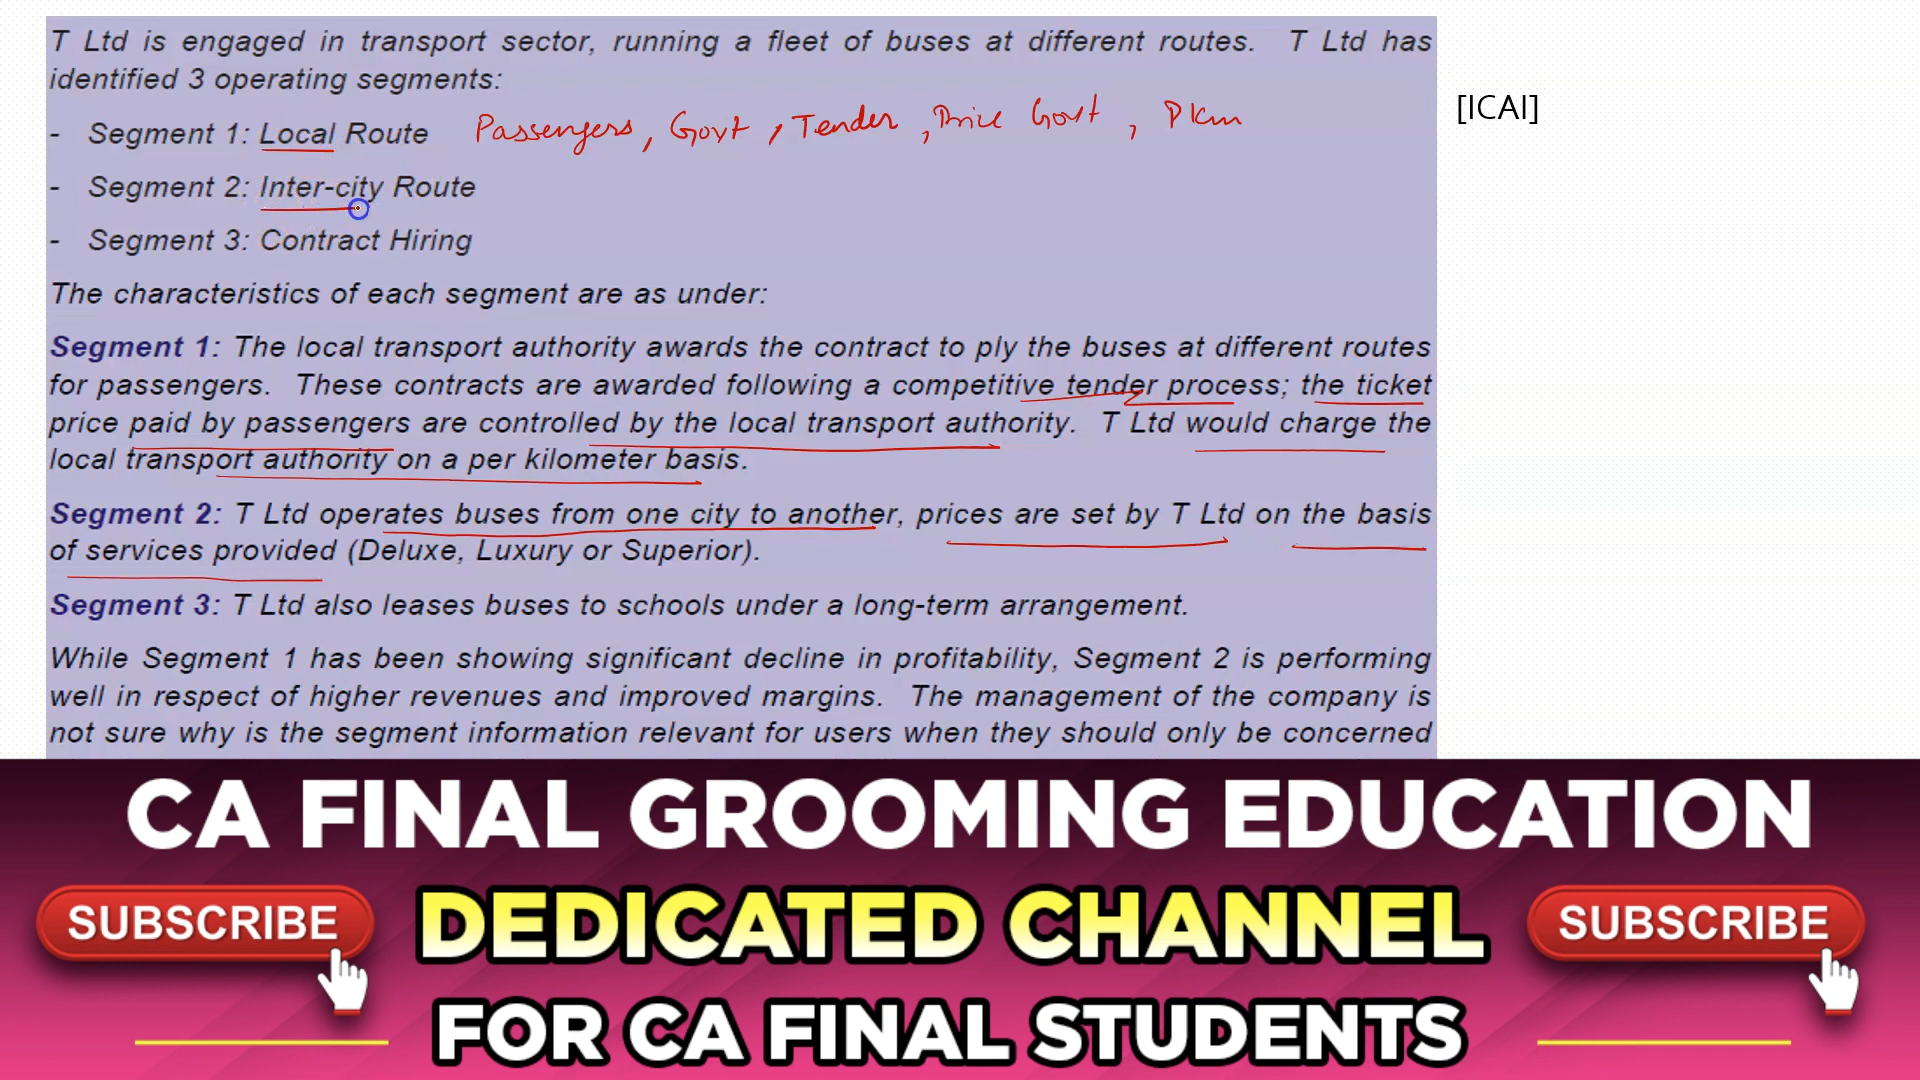 T Ltd is engaged in transport sector, running a fleet of buses at different routes. T Ltd has
identified 3 operating segments:
[ICAI]
- Segment 1: Local Route Passengers, Govt, Tender, Price Govt, Pkm
- Segment 2: Inter-city Route
- Segment 3: Contract Hiring
The characteristics of each segment are as under:
Segment 1: The local transport authority awards the contract to ply the buses at different routes
for passengers. These contracts are awarded following a competitive tender process; the ticket
price paid by passengers are controlled by the local transport authority. T Ltd would charge the
local transport authority on a per kilometer basis.
Segment 2: T Ltd operates buses from one city to another, prices are set by T Ltd on the basis
of services provided (Deluxe, Luxury or Superior).
Segment 3: T Ltd also leases buses to schools under a long-term arrangement.
While Segment 1 has been showing significant decline in profitability, Segment 2 is performing
well in respect of higher revenues and improved margins. The management of the company is
not sure why is the segment information relevant for users when they should only be concerned
CA FINAL GROOMING EDUCATION
SUBSCRIBE DEDICATED CHANNEL SUBSCRIBE
FOR CA FINAL STUDENTS